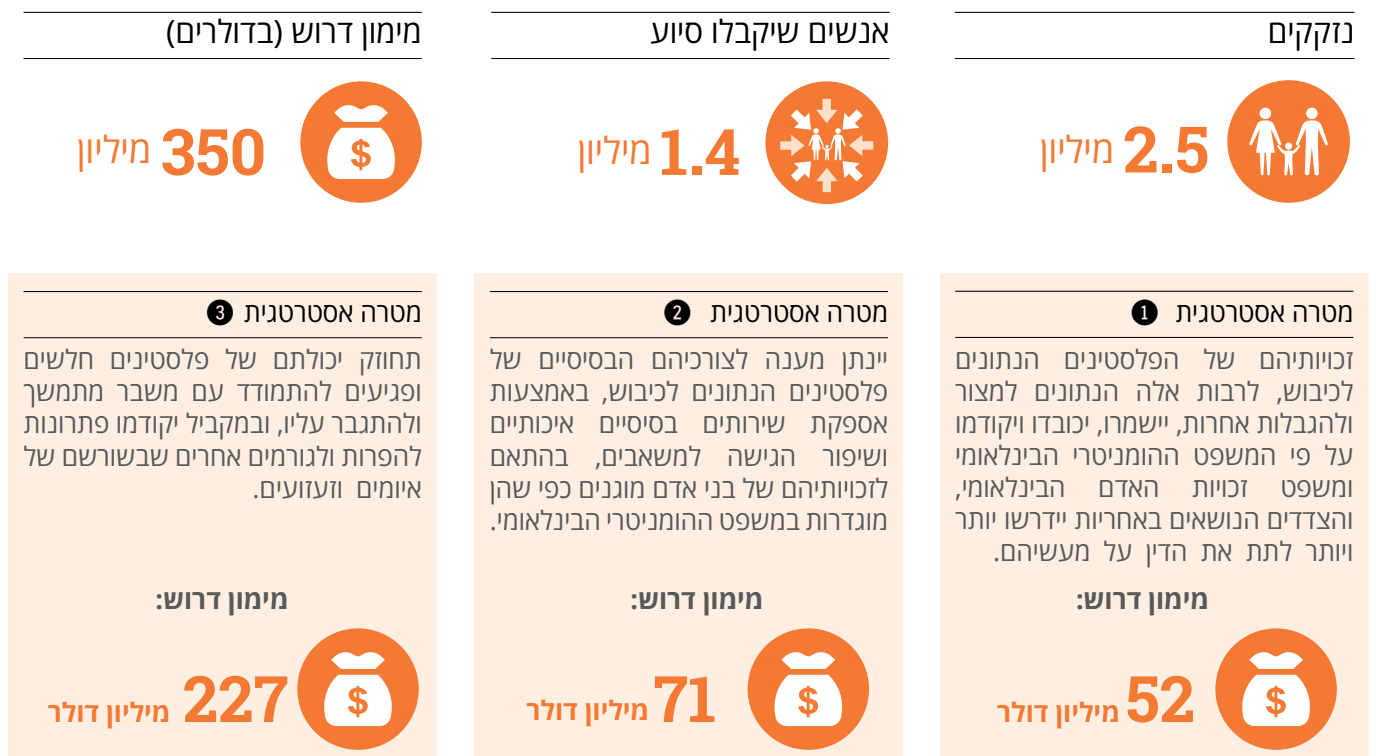 נזקקים
2.5 מיליון
אנשים שיקבלו סיוע
1.4 מיליון
מימון דרוש (בדולרים)
$
350 מיליון
מטרה אסטרטגית ❶
זכויותיהם של הפלסטינים הנתונים
לכיבוש, לרבות אלה הנתונים למצור
ולהגבלות אחרות, יישמרו, יכובדו ויקודמו
על פי המשפט ההומניטרי הבינלאומי
ומשפט זכויות האדם הבינלאומי,
והצדדים הנושאים באחריות יידרשו יותר
ויותר לתת את הדין על מעשיהם.
מימון דרוש:
$
52 מיליון דולר
מטרה אסטרטגית ❷
יינתן מענה לצורכיהם הבסיסיים של
פלסטינים הנתונים לכיבוש, באמצעות
אספקת שירותים בסיסיים איכותיים
ושיפור הגישה למשאבים, בהתאם
לזכויותיהם של בני אדם מוגנים כפי שהן
מוגדרות במשפט ההומניטרי הבינלאומי.
מימון דרוש:
$
71 מיליון דולר
מטרה אסטרטגית ❸
תחוזק יכולתם של פלסטינים חלשים
ופגיעים להתמודד עם משבר מתמשך
ולהתגבר עליו, ובמקביל יקודמו פתרונות
להפרות ולגורמים אחרים שבשורשם של
איומים וזעזועים.
מימון דרוש:
$
227 מיליון דולר